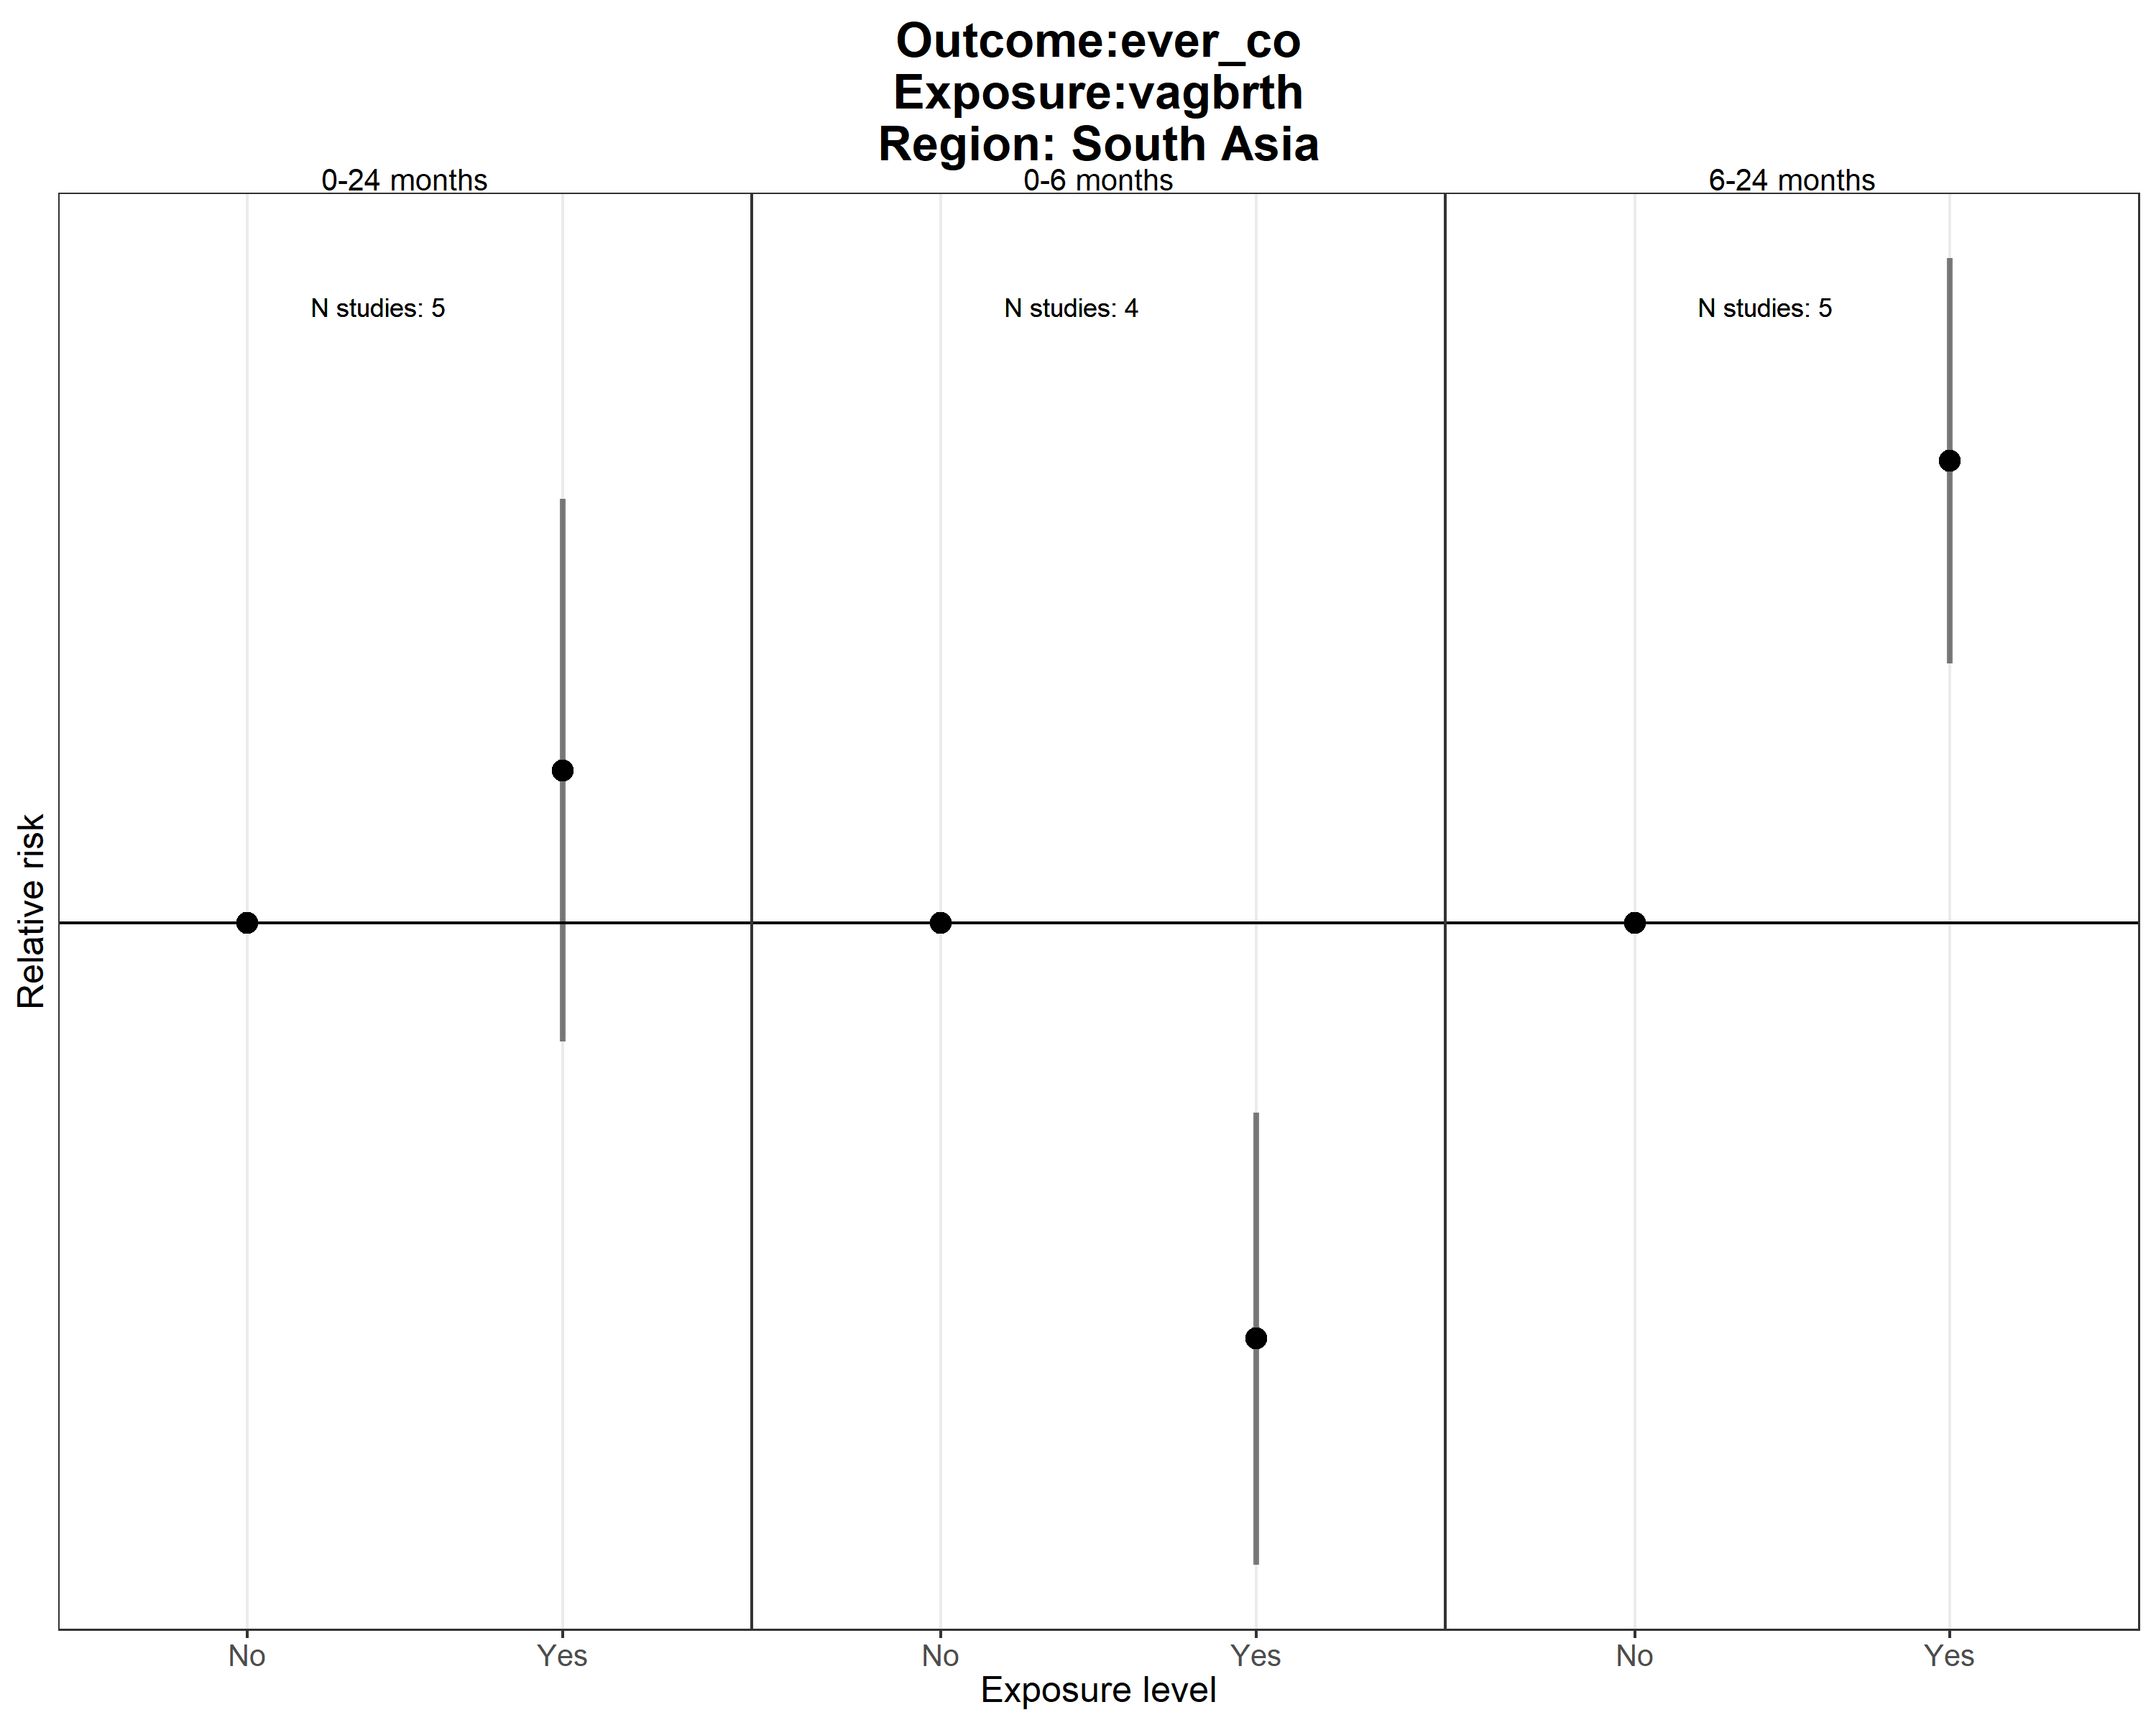 Outcome:ever_co
Exposure:vagbrth
Region: South Asia
0-24 months
0-6 months
6-24 months
N studies: 5
N studies: 4
N studies: 5
Relative risk
No
Yes
No
Yes
No
Yes
Exposure level